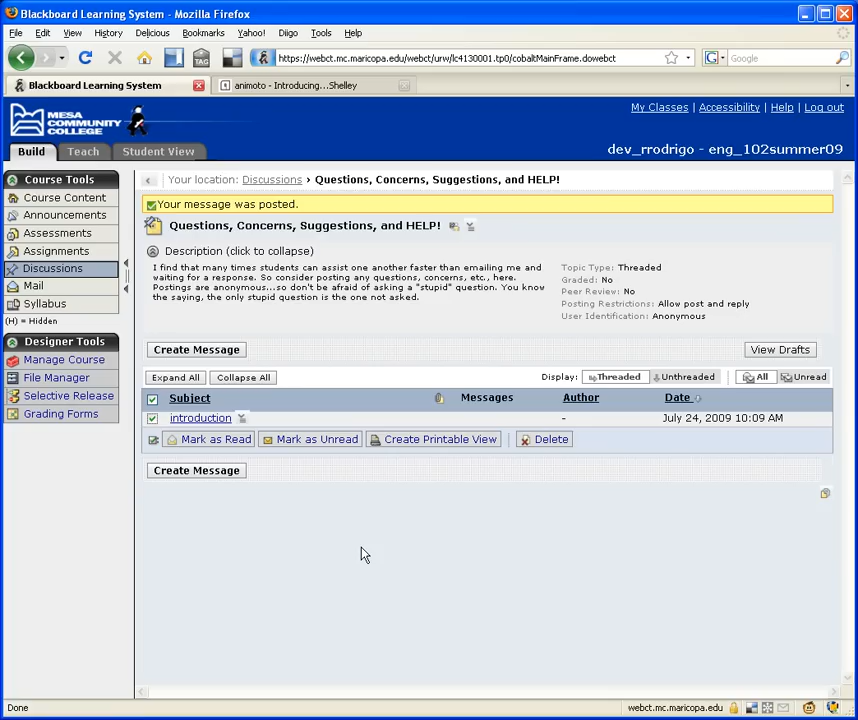 Blackboard Learning System - Mozilla Firefox
File Edit View History Delicious Bookmarks Yahoo! Diigo Tools Help
TAG https://webct.mc.maricopa.edu/webct/urw/lc4130001.tp0/cobaltMainFrame.dowebct G Google
Blackboard Learning System animoto - Introducing...Shelley
My Classes Accessibility Help Log out
MESA
COMMUNITY
COLLEGE
dev_rrodrigo - eng_102summer09
Build Teach Student View
Course Tools
Course Content
Announcements
Assessments
Assignments
Discussions
Mail
Syllabus
(H) = Hidden
Designer Tools
Manage Course
File Manager
Selective Release
Grading Forms
Your location: Discussions › Questions, Concerns, Suggestions, and HELP!
Your message was posted.
Questions, Concerns, Suggestions, and HELP!
Description (click to collapse)
I find that many times students can assist one another faster than emailing me and
waiting for a response. So consider posting any questions, concerns, etc., here.
Postings are anonymous...so don't be afraid of asking a "stupid" question. You know
the saying, the only stupid question is the one not asked.
Topic Type: Threaded
Graded: No
Peer Review: No
Posting Restrictions: Allow post and reply
User Identification: Anonymous
Create Message View Drafts
Expand All Collapse All Display: Threaded Unthreaded All Unread
Subject Messages Author Date
introduction - July 24, 2009 10:09 AM
Mark as Read Mark as Unread Create Printable View Delete
Create Message
Done webct.mc.maricopa.edu